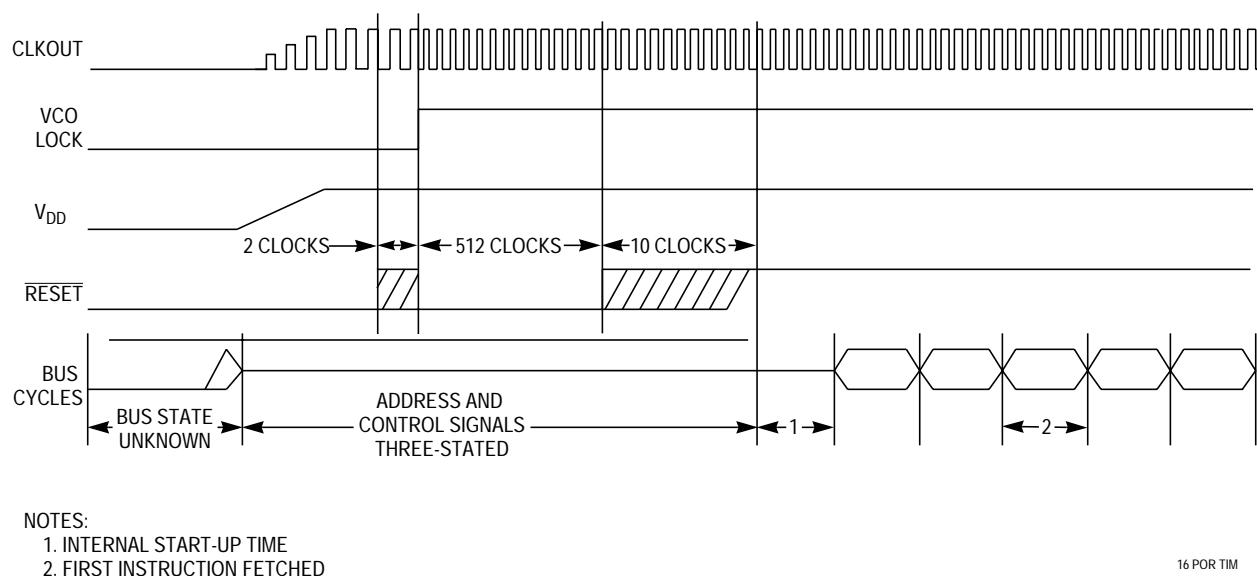 CLKOUT
VCO
LOCK
VDD
2 CLOCKS
512 CLOCKS
10 CLOCKS
RESET
BUS
CYCLES
BUS STATE
UNKNOWN
ADDRESS AND
CONTROL SIGNALS
THREE-STATED
1
2
NOTES:
1. INTERNAL START-UP TIME
2. FIRST INSTRUCTION FETCHED
16 POR TIM